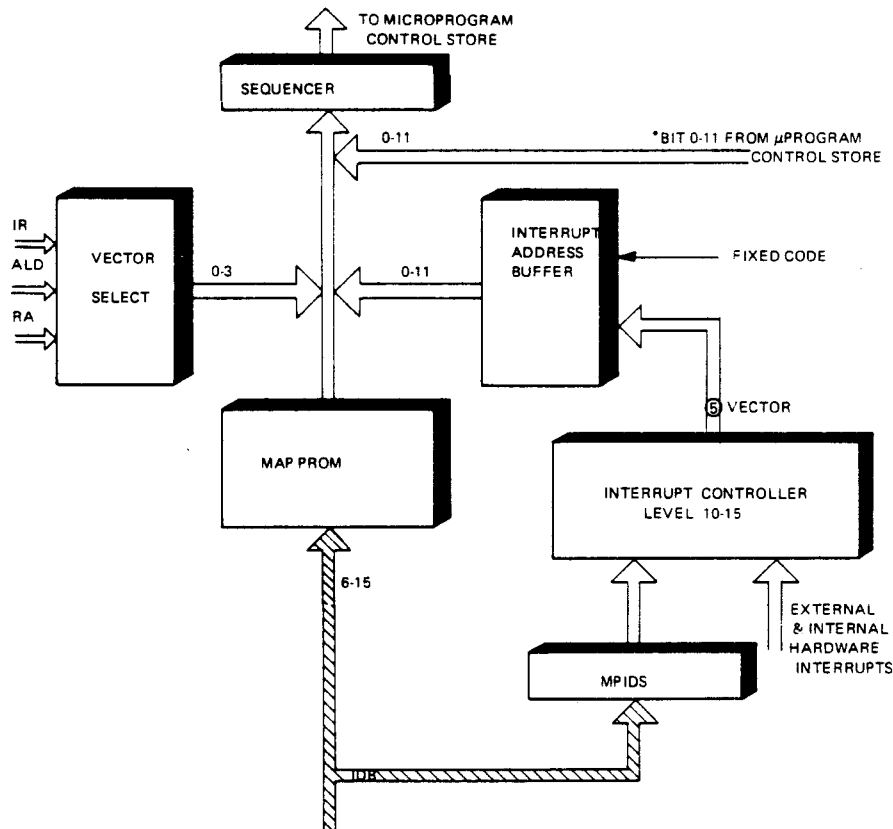 TO MICROPROGRAM
CONTROL STORE
SEQUENCER
0-11
*BIT 0-11 FROM µPROGRAM
CONTROL STORE
IR
ALD
RA
VECTOR
SELECT
0-3
0-11
INTERRUPT
ADDRESS
BUFFER
FIXED CODE
5 VECTOR
MAP PROM
INTERRUPT CONTROLLER
LEVEL 10-15
6-15
EXTERNAL
& INTERNAL
HARDWARE
INTERRUPTS
MPIDS
IDB